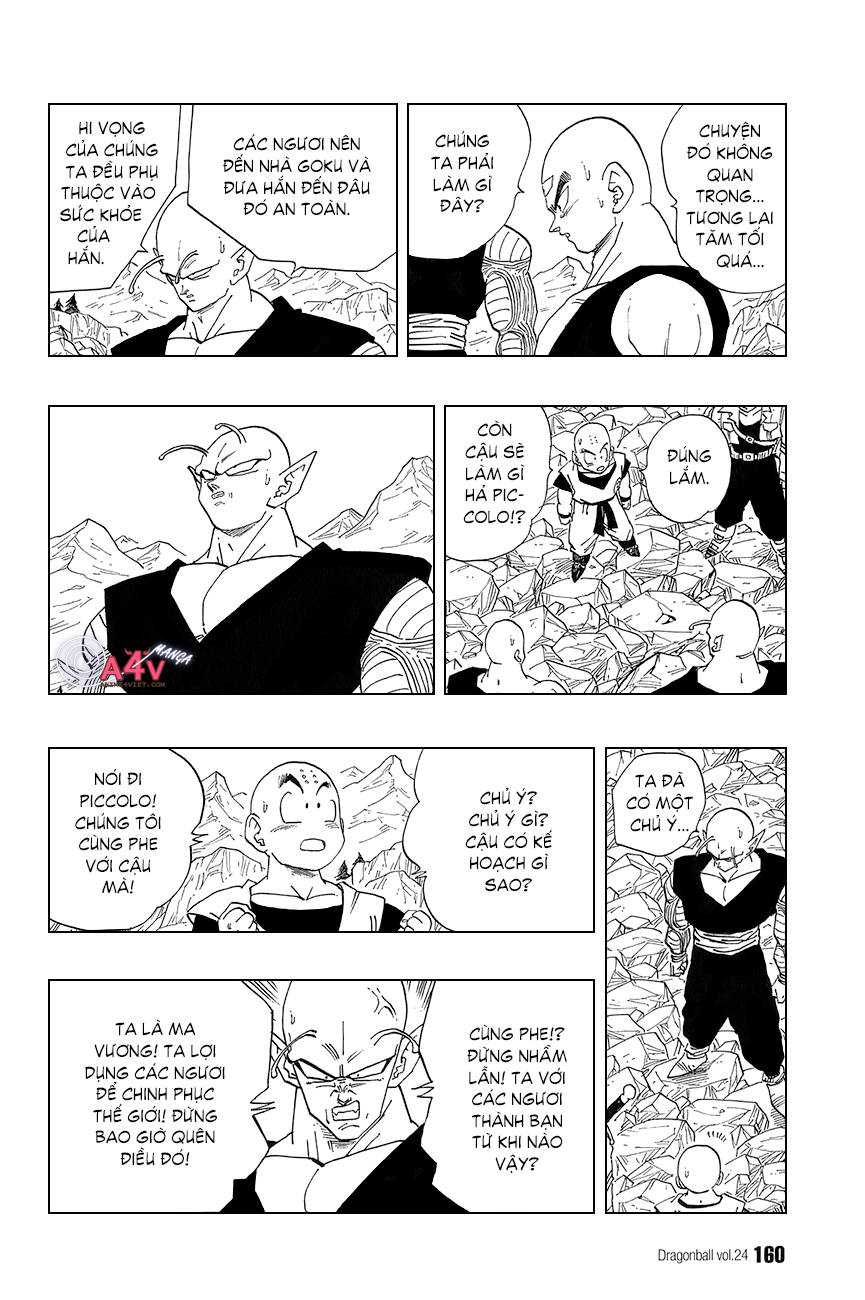 CHUYỆN
ĐÓ KHÔNG
QUAN
TRỌNG...
TƯƠNG LAI
TĂM TỐI
QUÁ...
CHÚNG
TA PHẢI
LÀM GÌ
ĐÂY?
CÁC NGƯƠI NÊN
ĐẾN NHÀ GOKU VÀ
ĐƯA HẮN ĐẾN ĐÂU
ĐÓ AN TOÀN.
HI VỌNG
CỦA CHÚNG
TA ĐỀU PHỤ
THUỘC VÀO
SỨC KHỎE
CỦA
HẮN.
ĐÚNG
LẮM.
CÒN
CẬU SẼ
LÀM GÌ
HẢ PIC-
COLO!?
A4V
MANGA
ANIME4VIET.COM
TA ĐÃ
CÓ MỘT
CHỦ Ý...
CHỦ Ý?
CHỦ Ý GÌ?
CẬU CÓ KẾ
HOẠCH GÌ
SAO?
NÓI ĐI
PICCOLO!
CHÚNG TÔI
CÙNG PHE
VỚI CẬU
MÀ!
CÙNG PHE!?
ĐỪNG NHẦM
LẪN! TA VỚI
CÁC NGƯƠI
THÀNH BẠN
TỪ KHI NÀO
VẬY?
TA LÀ MA
VƯƠNG! TA LỢI
DỤNG CÁC NGƯƠI
ĐỂ CHINH PHỤC
THẾ GIỚI! ĐỪNG
BAO GIỜ QUÊN
ĐIỀU ĐÓ!
Dragonball vol.24 160